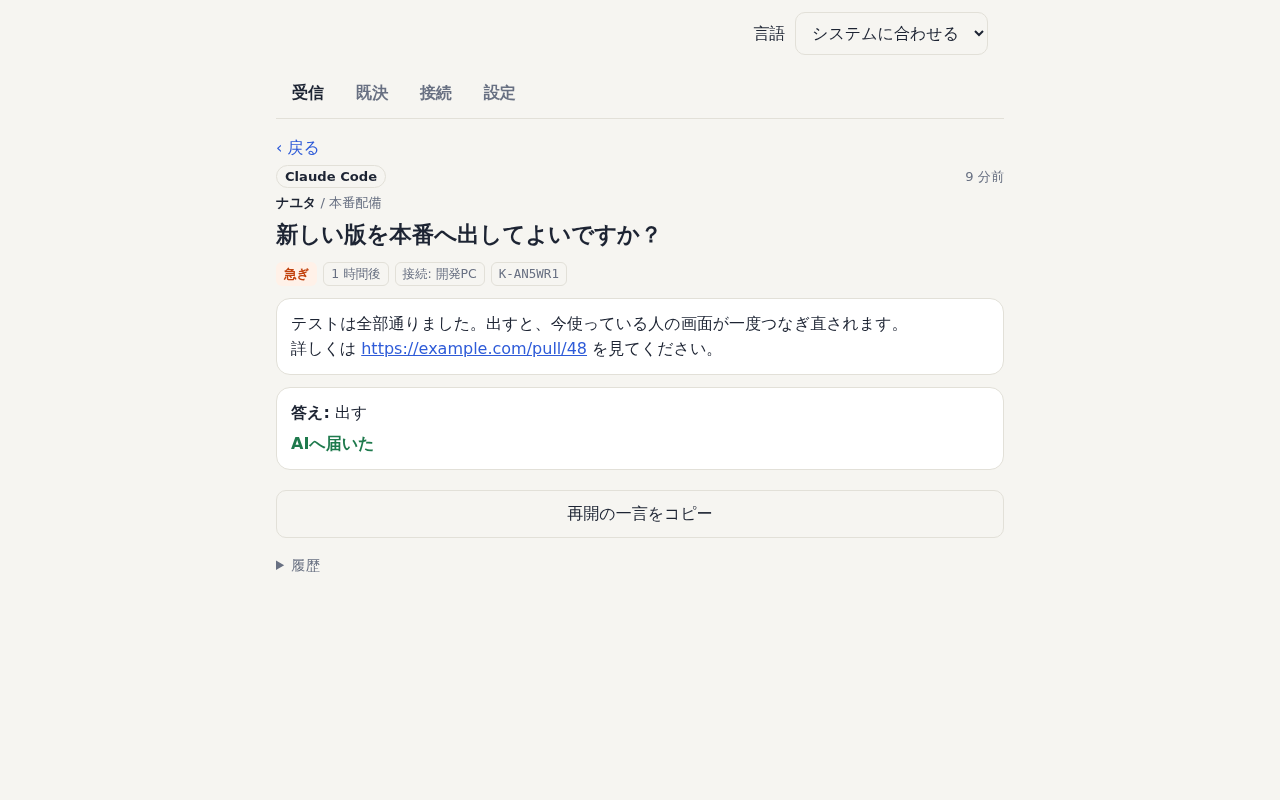 言語 システムに合わせる
受信 既決 接続 設定
‹ 戻る
Claude Code 9 分前
ナユタ / 本番配備
新しい版を本番へ出してよいですか？
急ぎ 1 時間後 接続: 開発PC K-AN5WR1
テストは全部通りました。出すと、今使っている人の画面が一度つなぎ直されます。
詳しくは https://example.com/pull/48 を見てください。
答え: 出す
AIへ届いた
再開の一言をコピー
▶ 履歴